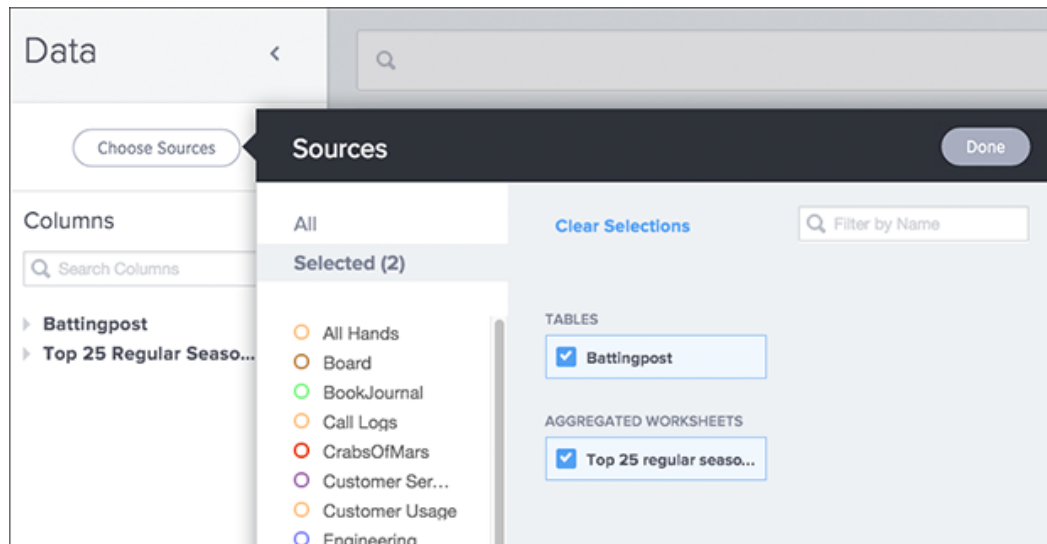 Data
Choose Sources
Columns
Search Columns
Battingpost
Top 25 Regular Seaso...
Sources
Done
All
Selected (2)
All Hands
Board
BookJournal
Call Logs
CrabsOfMars
Customer Ser...
Customer Usage
Engineering
Clear Selections
Filter by Name
TABLES
Battingpost
AGGREGATED WORKSHEETS
Top 25 regular seaso...